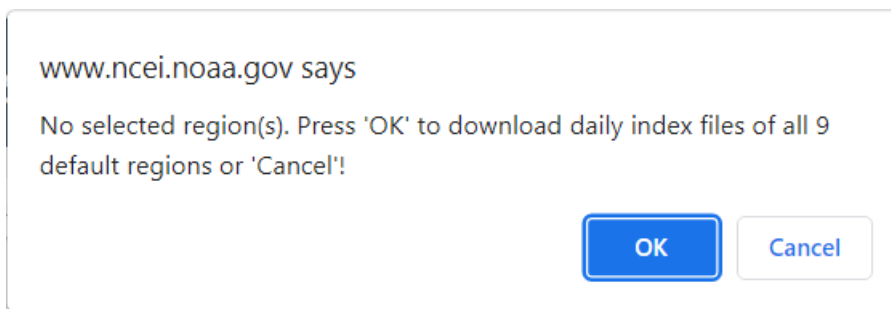 www.ncei.noaa.gov says
No selected region(s). Press 'OK' to download daily index files of all 9
default regions or 'Cancel'!
OK
Cancel